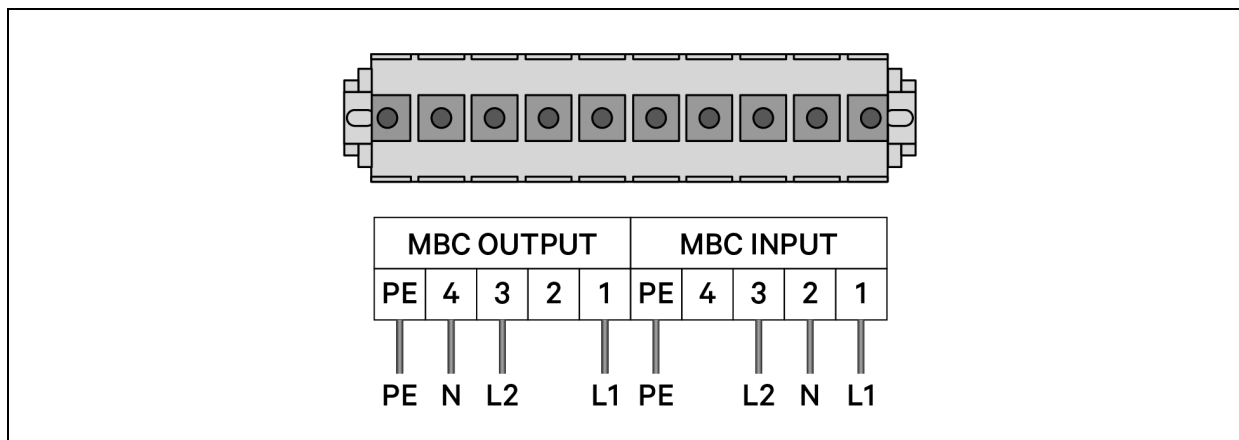 MBC OUTPUT MBC INPUT
PE 4 3 2 1 PE 4 3 2 1
PE N L2 L1 PE L2 N L1